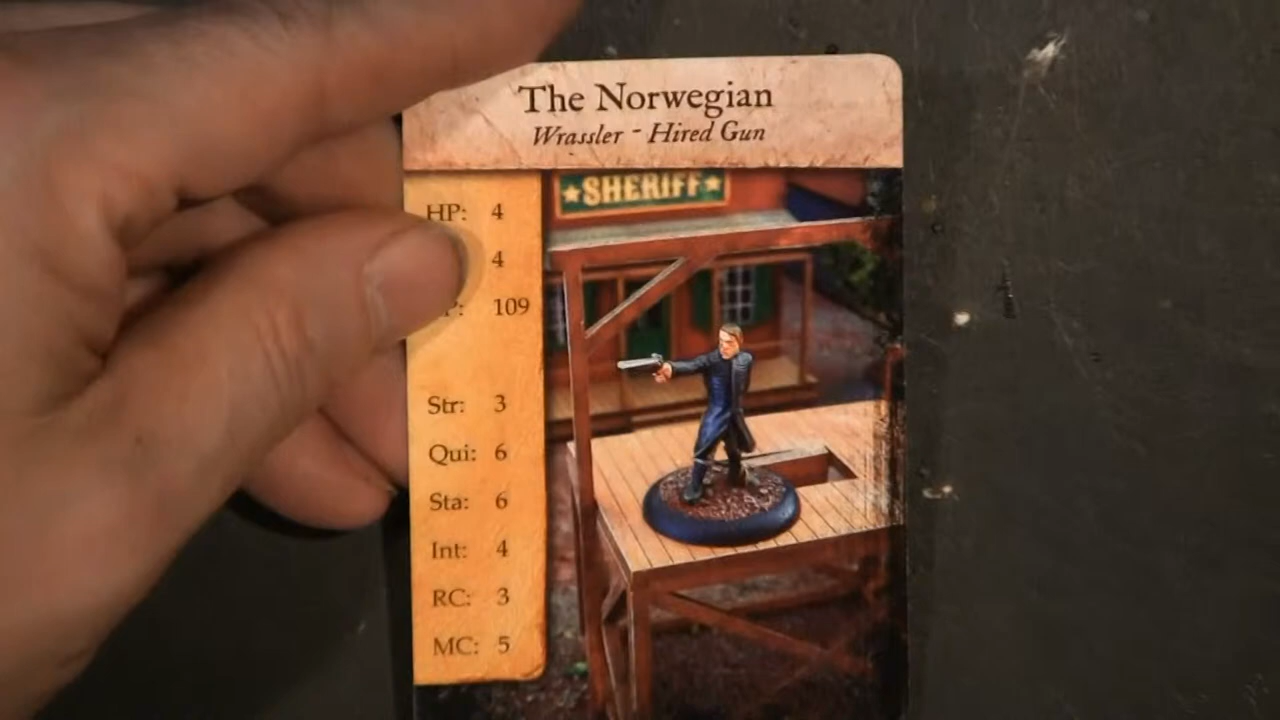 The Norwegian
Wrassler - Hired Gun
★SHERIFF★
HP: 4
4
P: 109
Str: 3
Qui: 6
Sta: 6
Int: 4
RC: 3
MC: 5